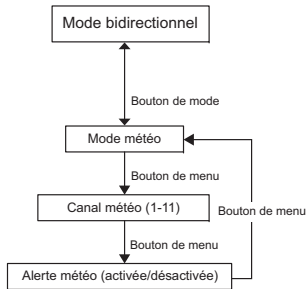 Mode bidirectionnel
Bouton de mode
Mode météo
Bouton de menu
Canal météo (1-11)
Bouton de menu
Bouton de menu
Alerte météo (activée/désactivée)